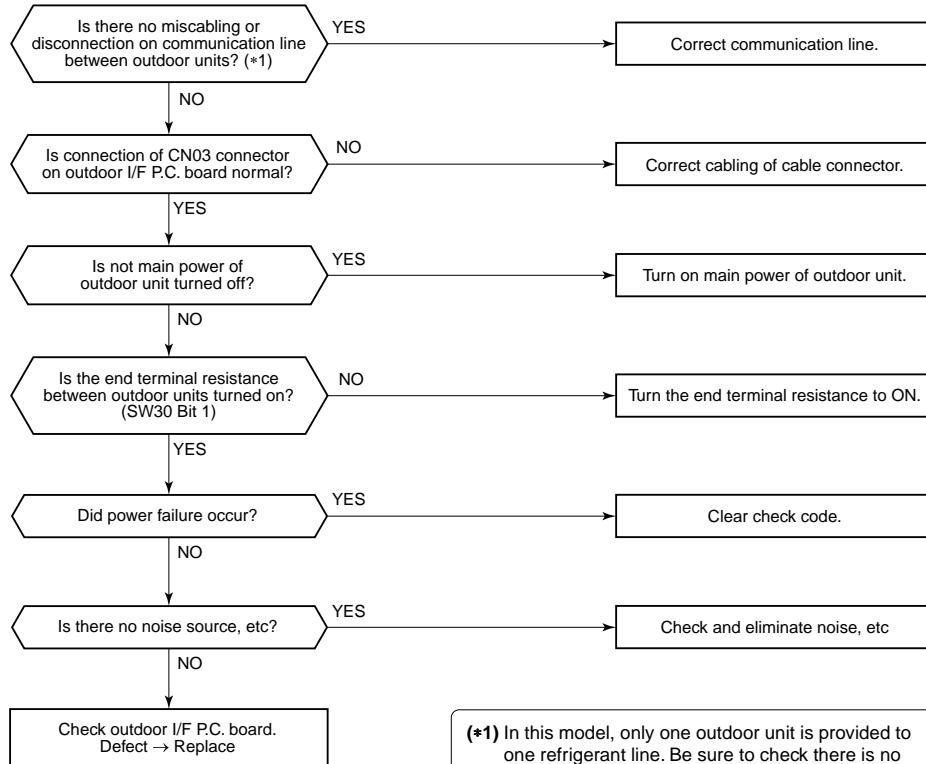 Is there no miscabling or
disconnection on communication line
between outdoor units? (*1)
YES
Correct communication line.
NO
Is connection of CN03 connector
on outdoor I/F P.C. board normal?
NO
Correct cabling of cable connector.
YES
Is not main power of
outdoor unit turned off?
YES
Turn on main power of outdoor unit.
NO
Is the end terminal resistance
between outdoor units turned on?
(SW30 Bit 1)
NO
Turn the end terminal resistance to ON.
YES
Did power failure occur?
YES
Clear check code.
NO
Is there no noise source, etc?
YES
Check and eliminate noise, etc
NO
Check outdoor I/F P.C. board.
Defect → Replace
(*1) In this model, only one outdoor unit is provided to
one refrigerant line. Be sure to check there is no